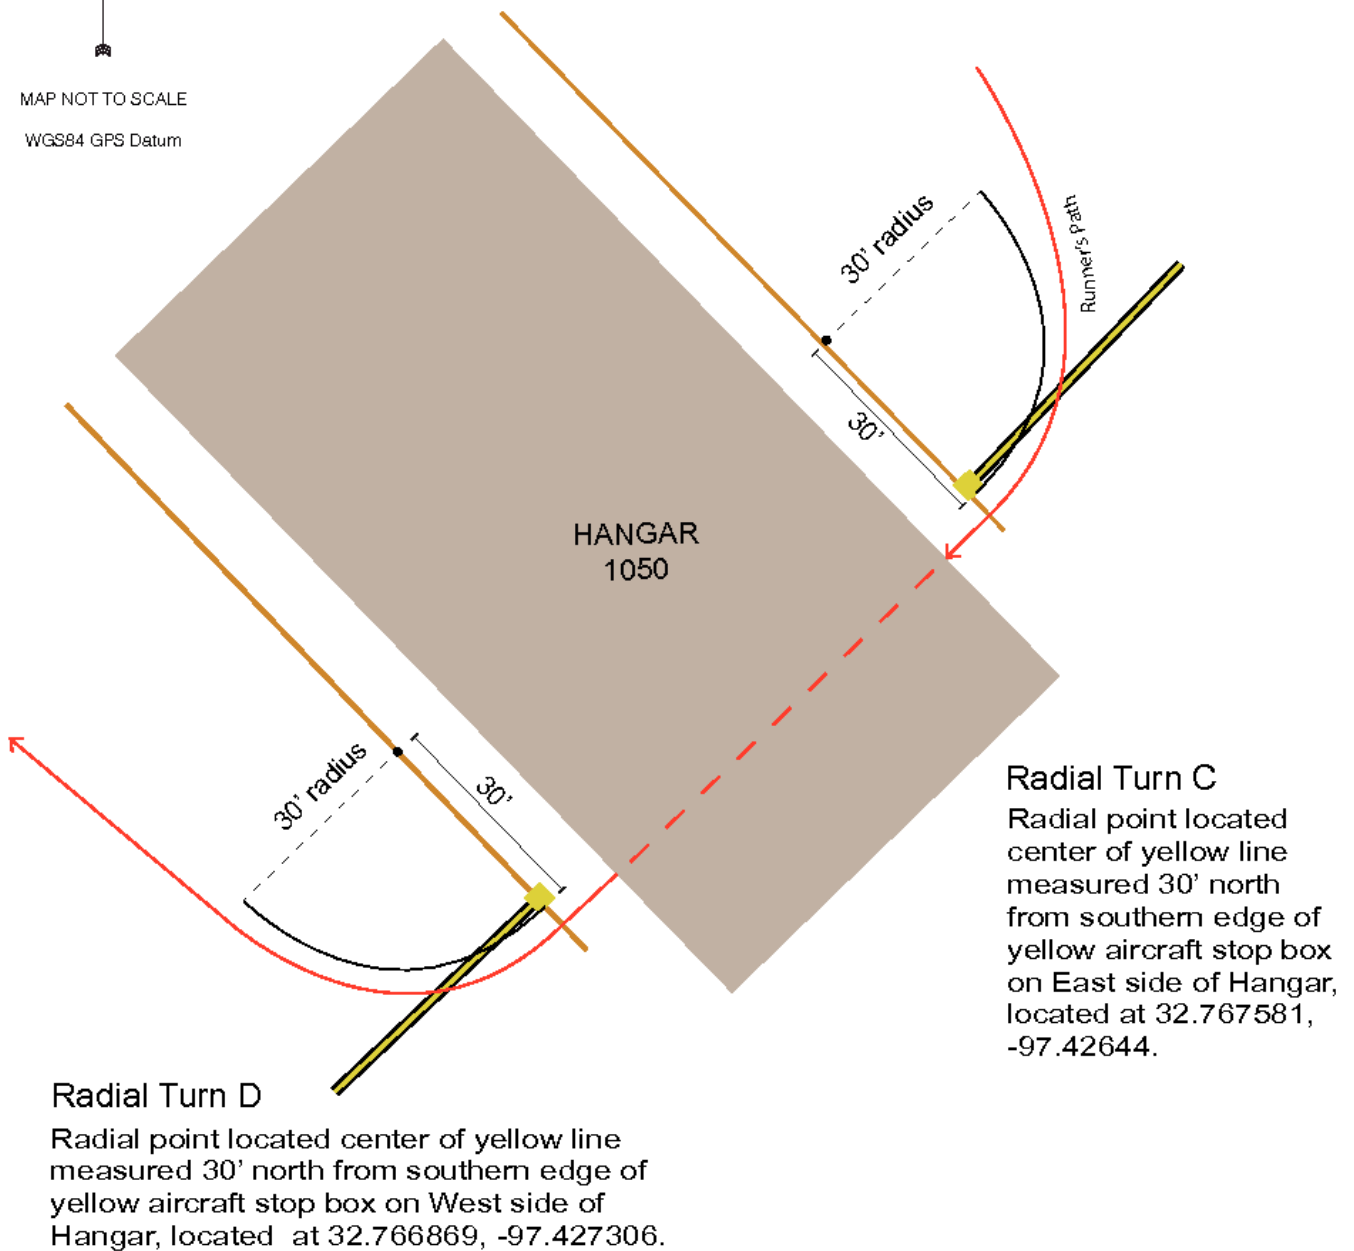 MAP NOT TO SCALE
WGS84 GPS Datum
30’ radius
Runner's Path
30’
HANGAR
1050
30’ radius
30’
Radial Turn C
Radial point located
center of yellow line
measured 30’ north
from southern edge of
yellow aircraft stop box
on East side of Hangar,
located at 32.767581,
-97.42644.
Radial Turn D
Radial point located center of yellow line
measured 30’ north from southern edge of
yellow aircraft stop box on West side of
Hangar, located  at 32.766869, -97.427306.